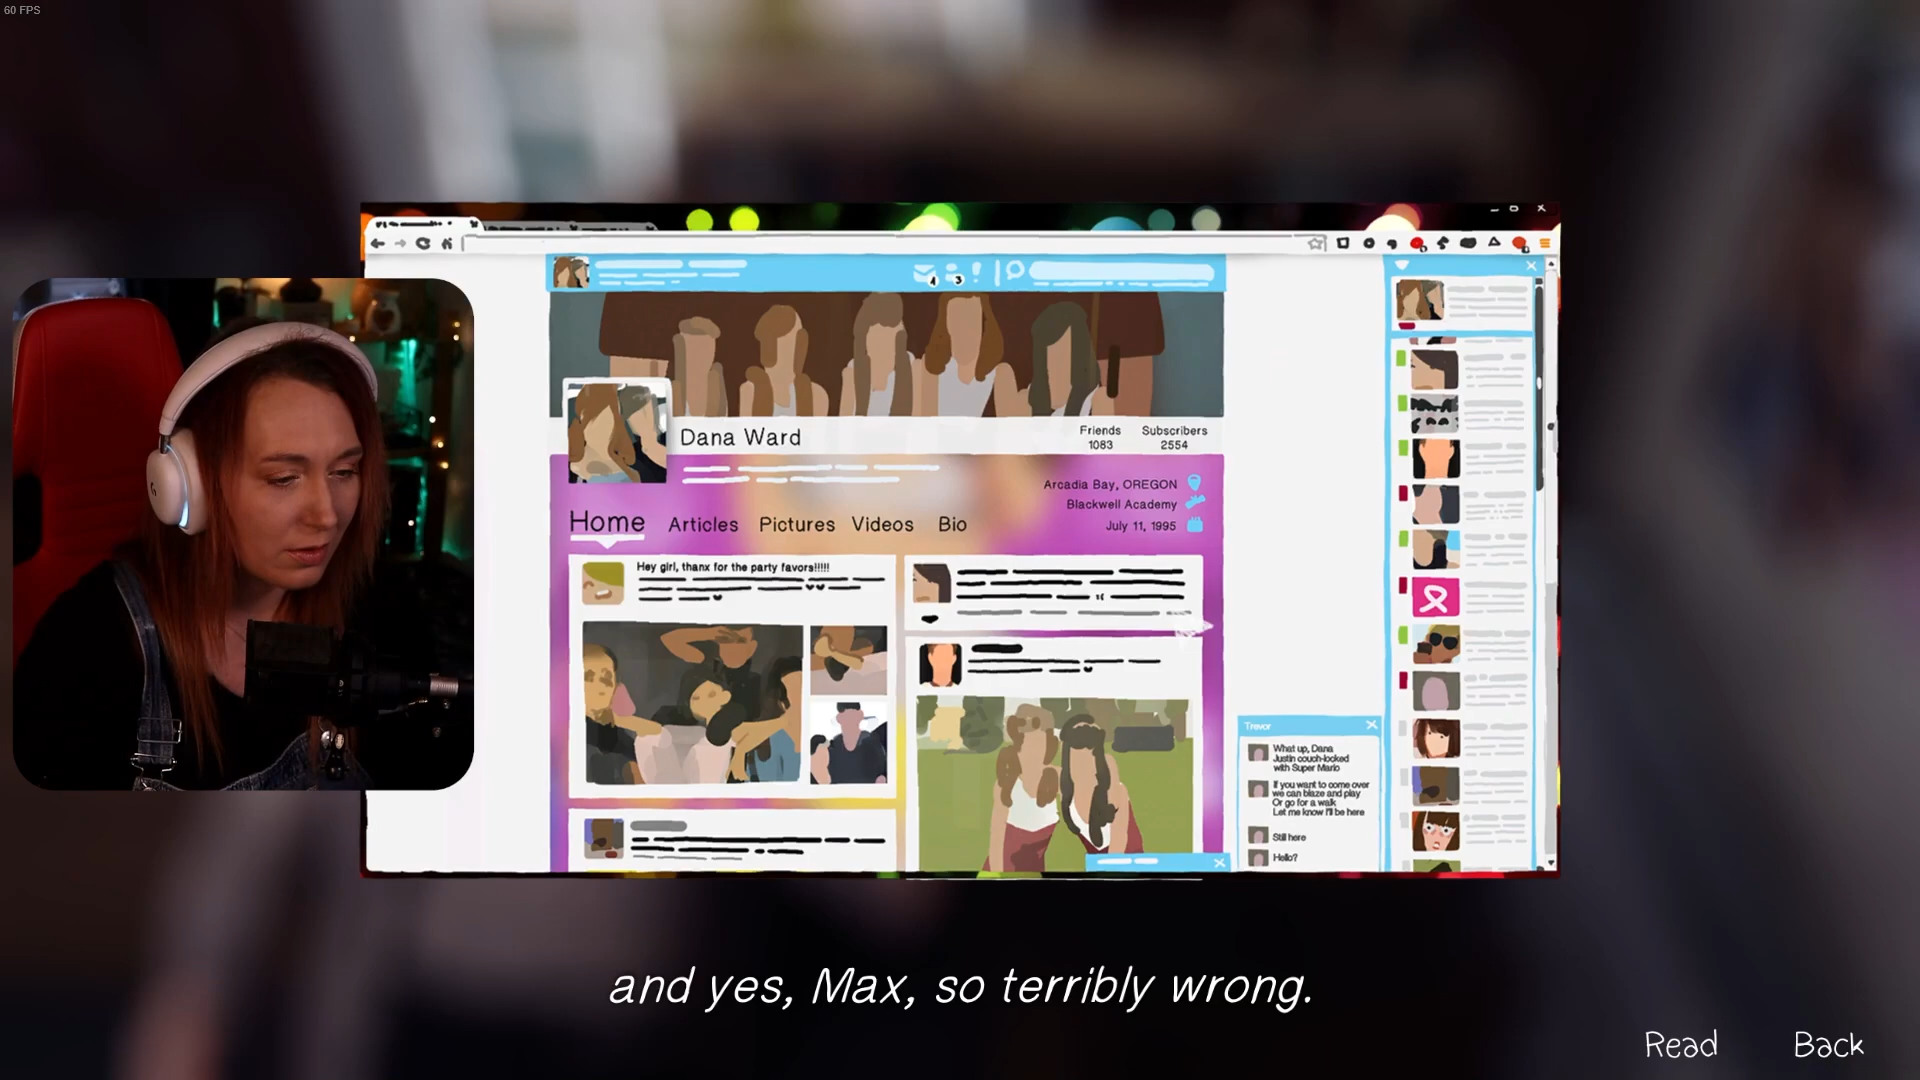 60 FPS
4
3
Dana Ward
Friends
1083
Subscribers
2554
Arcadia Bay, OREGON
Blackwell Academy
July 11, 1995
Home Articles Pictures Videos Bio
Hey girl, thanx for the party favors!!!!!
Trevor
What up, Dana
Justin couch-locked
with Super Mario
If you want to come over
we can blaze and play
Or go for a walk
Let me know I'll be here
Still here
Hello?
and yes, Max, so terribly wrong.
Read Back